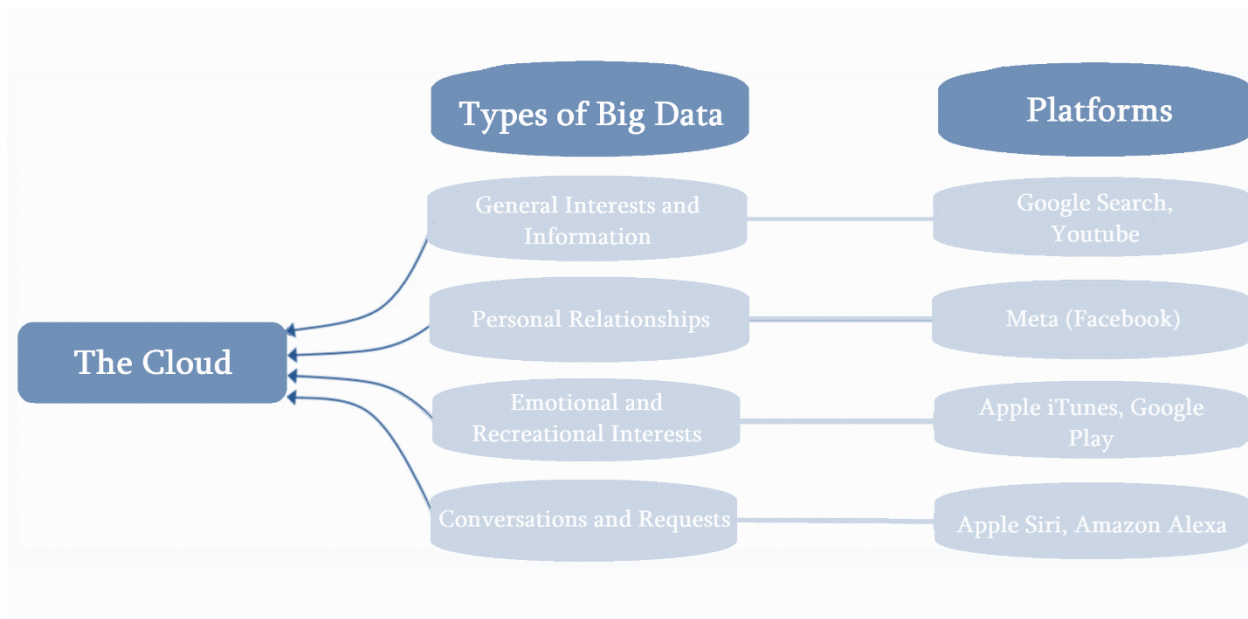 Types of Big Data
Platforms
General Interests and
Information
Google Search,
Youtube
Personal Relationships
Meta (Facebook)
The Cloud
Emotional and
Recreational Interests
Apple iTunes, Google
Play
Conversations and Requests
Apple Siri, Amazon Alexa